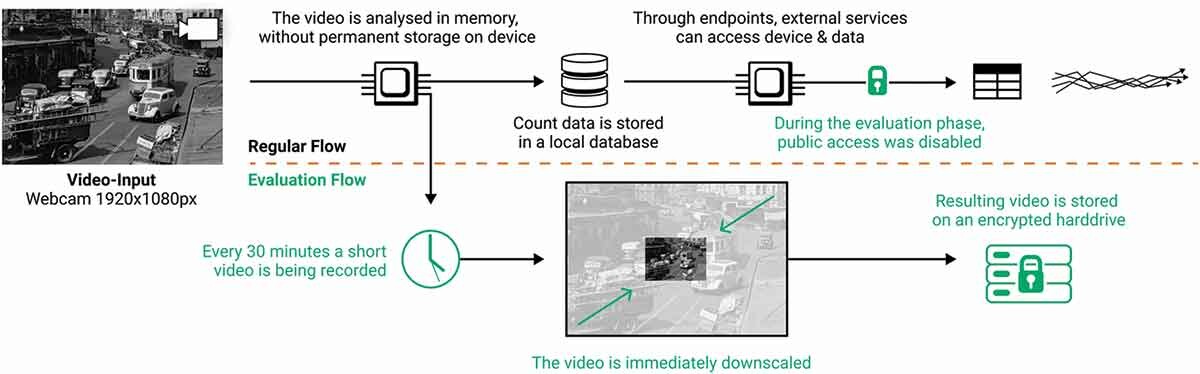 The video is analysed in memory,
without permanent storage on device
Through endpoints, external services
can access device & data
Count data is stored
in a local database
During the evaluation phase,
public access was disabled
Regular Flow
Evaluation Flow
Video-Input
Webcam 1920x1080px
Every 30 minutes a short
video is being recorded
Resulting video is stored
on an encrypted harddrive
The video is immediately downscaled